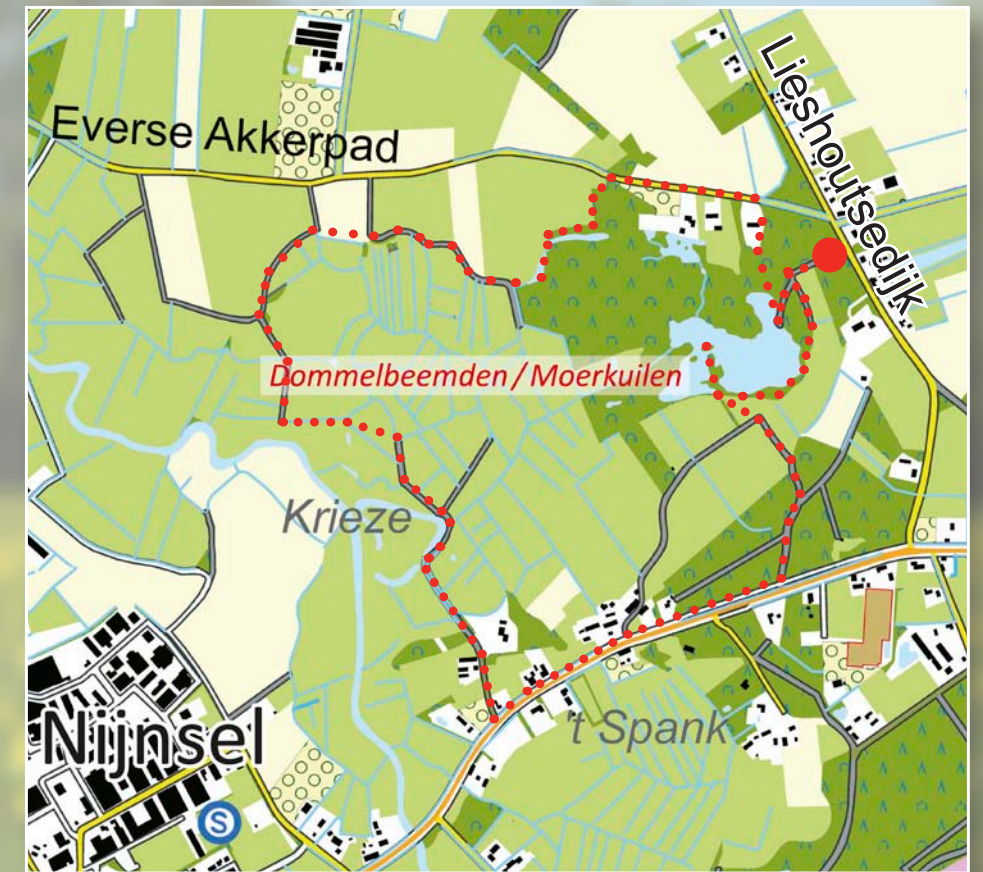 Everse Akkerpad
Lieshoutsedijk
Dommelbeemden / Moerkuilen
Krieze
't Spank
Nijnsel
S